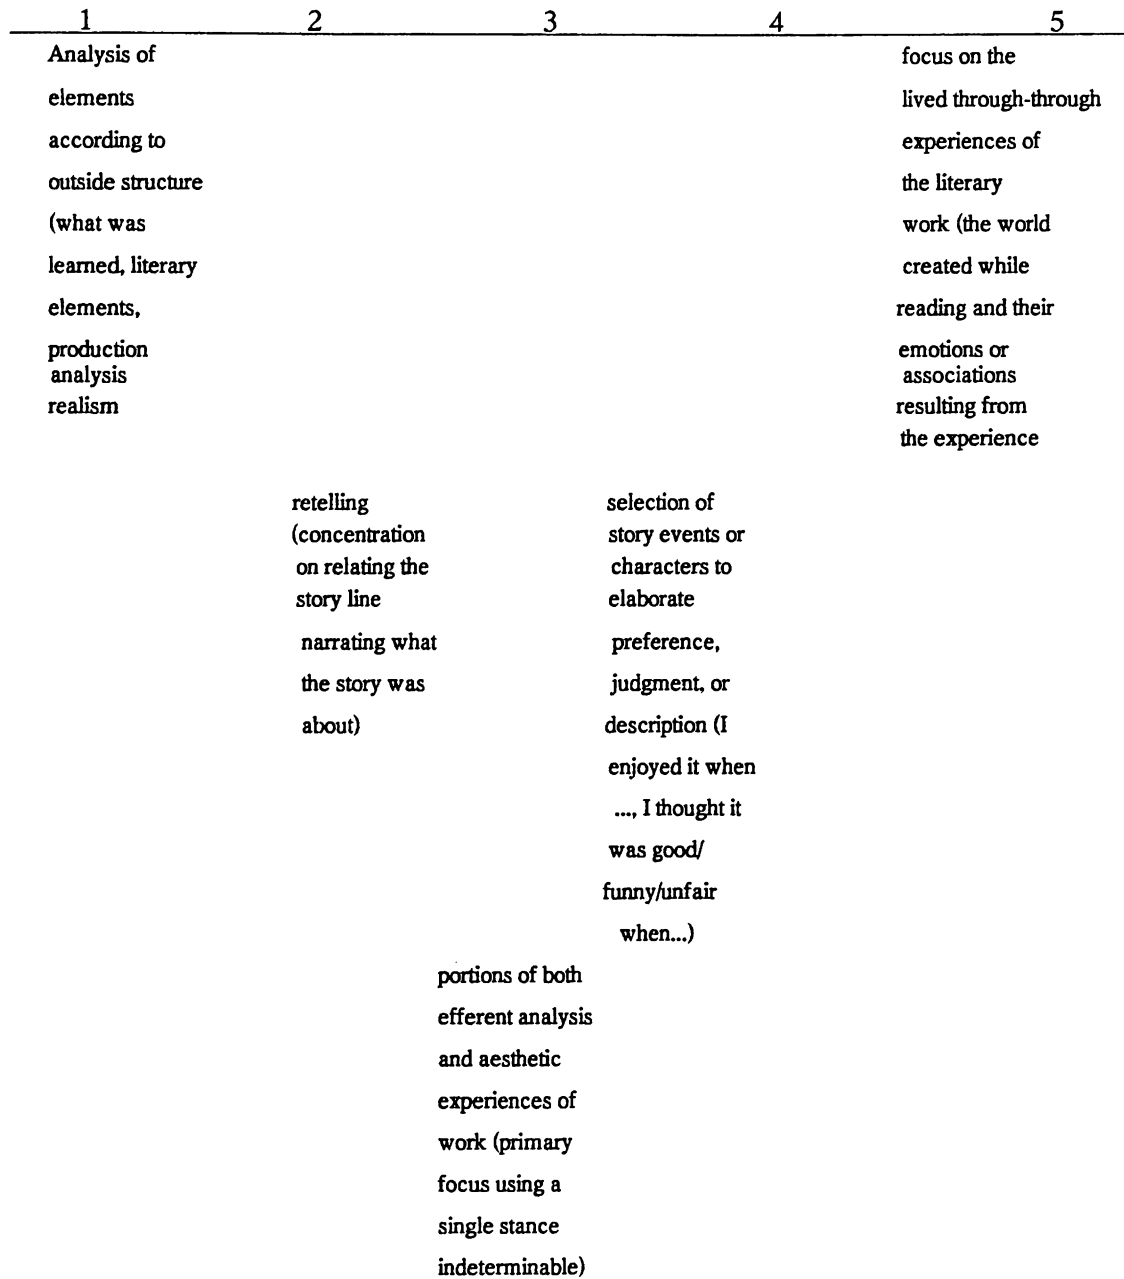 1 2 3 4 5
Analysis of
elements
according to
outside structure
(what was
learned, literary
elements,
production
analysis
realism
focus on the
lived through-through
experiences of
the literary
work (the world
created while
reading and their
emotions or
associations
resulting from
the experience
retelling
(concentration
on relating the
story line
narrating what
the story was
about)
selection of
story events or
characters to
elaborate
preference,
judgment, or
description (I
enjoyed it when
..., I thought it
was good/
funny/unfair
when...)
portions of both
efferent analysis
and aesthetic
experiences of
work (primary
focus using a
single stance
indeterminable)